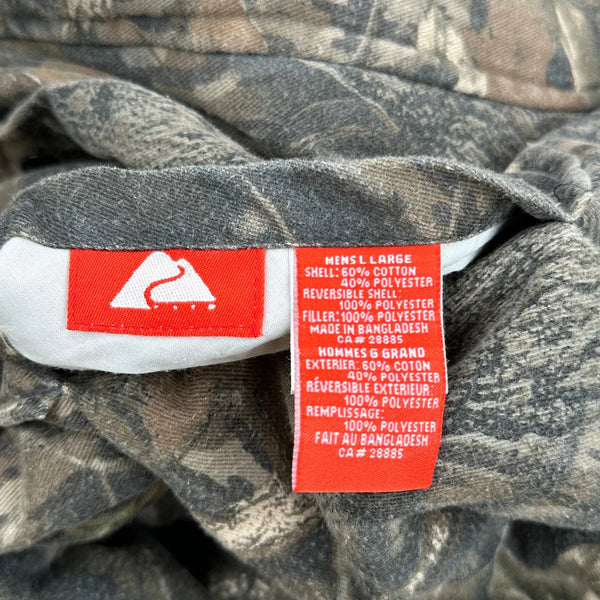 MENS L LARGE
SHELL: 60% COTTON
40% POLYESTER
REVERSIBLE SHELL:
100% POLYESTER
FILLER: 100% POLYESTER
MADE IN BANGLADESH
CA# 28885
HOMMES G GRAND
EXTERIER: 60% COTON
40% POLYESTER
RÉVERSIBLE EXTERIEUR:
100% POLYESTER
REMPLISSAGE:
100% POLYESTER
FAIT AU BANGLADESH
CA# 28885